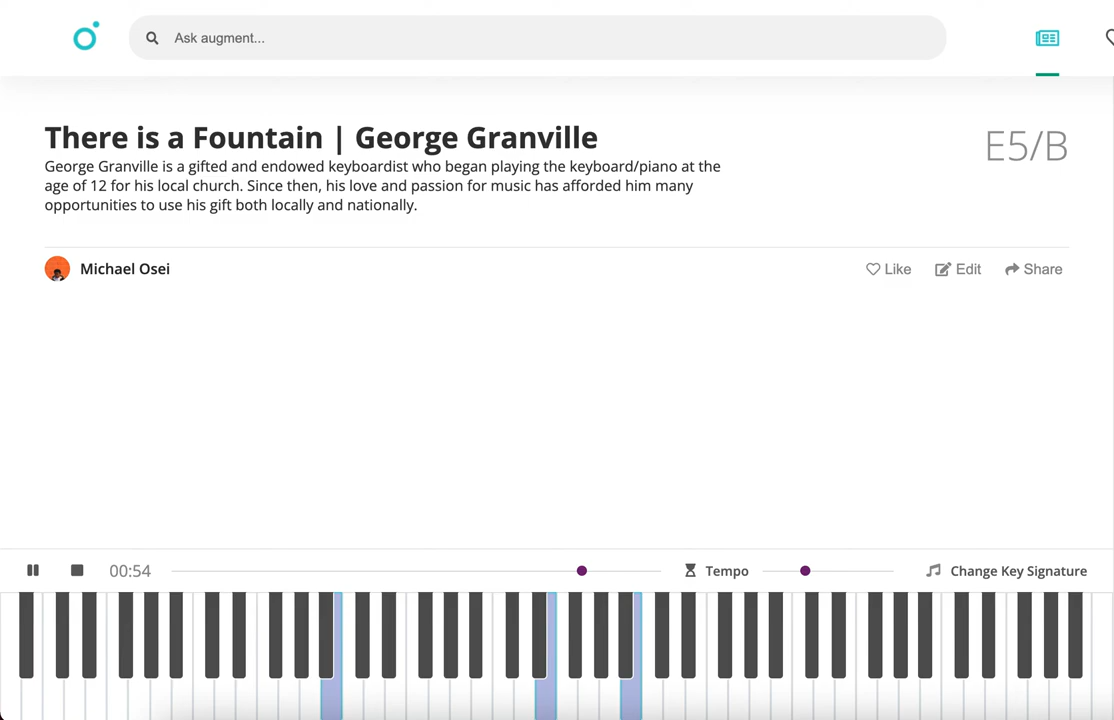 Ask augment...
There is a Fountain | George Granville
E5/B
George Granville is a gifted and endowed keyboardist who began playing the keyboard/piano at the
age of 12 for his local church. Since then, his love and passion for music has afforded him many
opportunities to use his gift both locally and nationally.
Michael Osei
Like
Edit
Share
00:54
Tempo
Change Key Signature